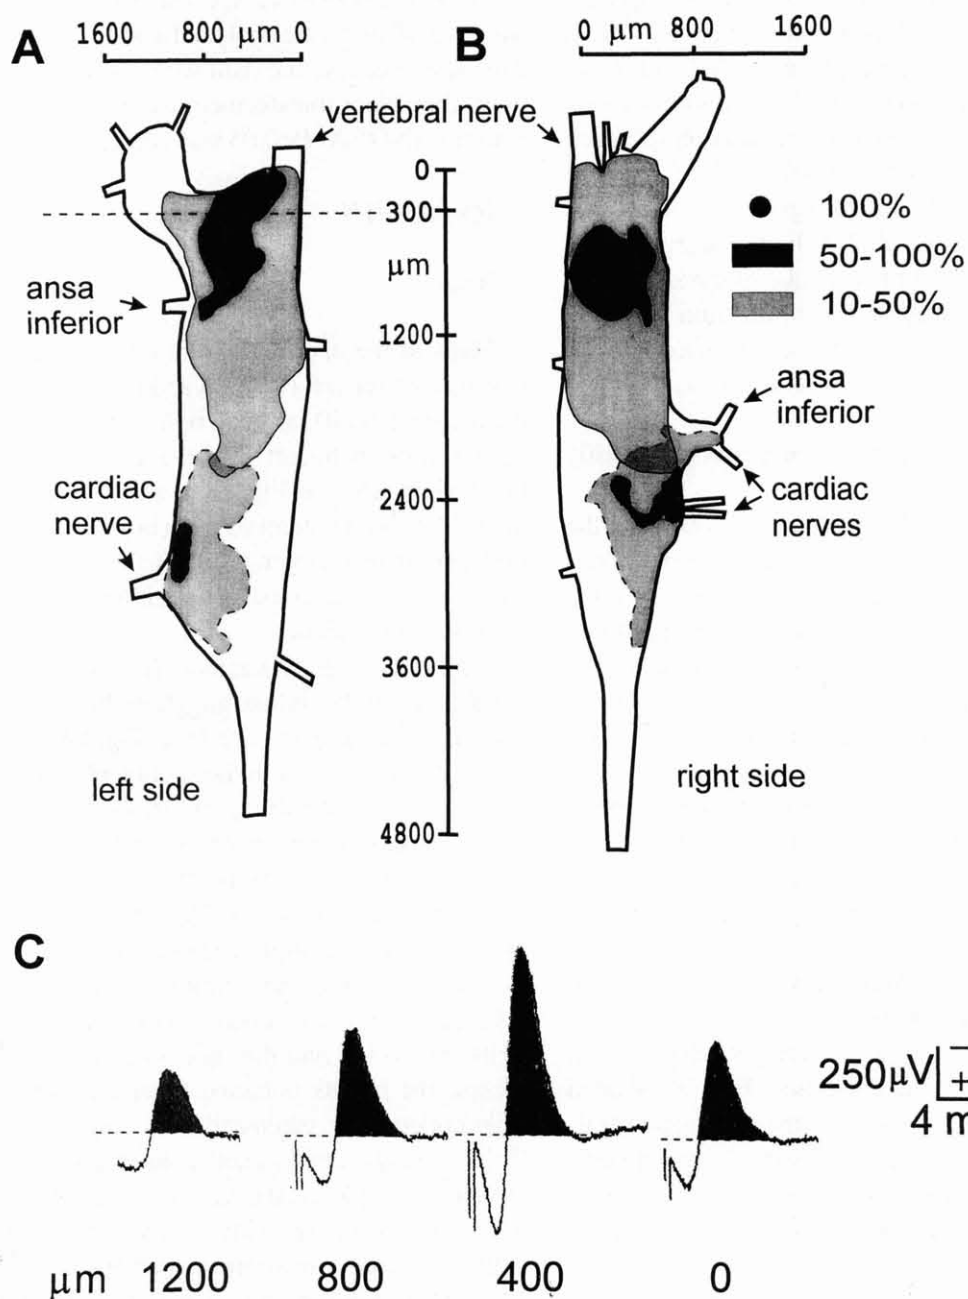 A
1600 800 μm 0
B
0 μm 800 1600
vertebral nerve
0
300
μm
1200
2400
3600
4800
100%
50-100%
10-50%
ansa
inferior
ansa
inferior
cardiac
nerve
cardiac
nerves
left side
right side
C
250μV
4 m
μm 1200 800 400 0